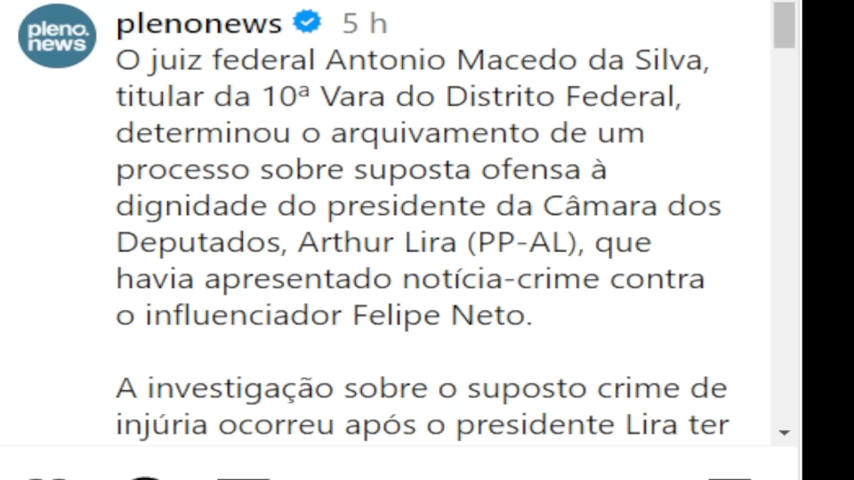 pleno.
news
plenonews 5 h
O juiz federal Antonio Macedo da Silva,
titular da 10ª Vara do Distrito Federal,
determinou o arquivamento de um
processo sobre suposta ofensa à
dignidade do presidente da Câmara dos
Deputados, Arthur Lira (PP-AL), que
havia apresentado notícia-crime contra
o influenciador Felipe Neto.
A investigação sobre o suposto crime de
injúria ocorreu após o presidente Lira ter